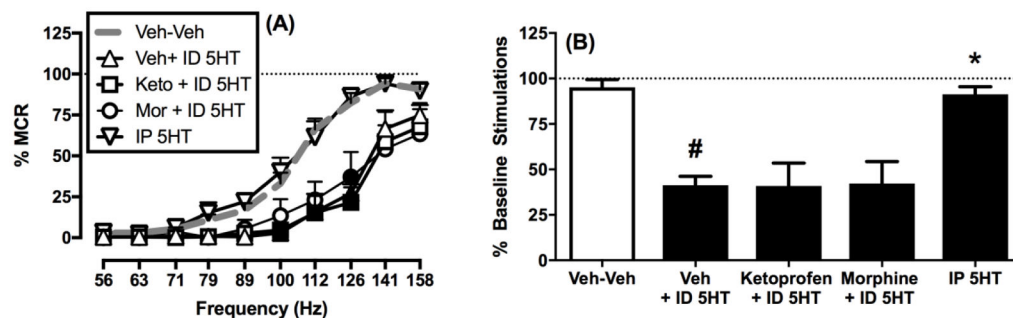 (A)
Veh-Veh
Veh+ ID 5HT
Keto + ID 5HT
Mor + ID 5HT
IP 5HT
% MCR
100
75
50
25
0
56 63 71 79 89 100 112 126 141 158
Frequency (Hz)
(B)
% Baseline Stimulations
125
100
75
50
25
0
#
*
Veh-Veh
Veh
+ ID 5HT
Ketoprofen
+ ID 5HT
Morphine
+ ID 5HT
IP 5HT